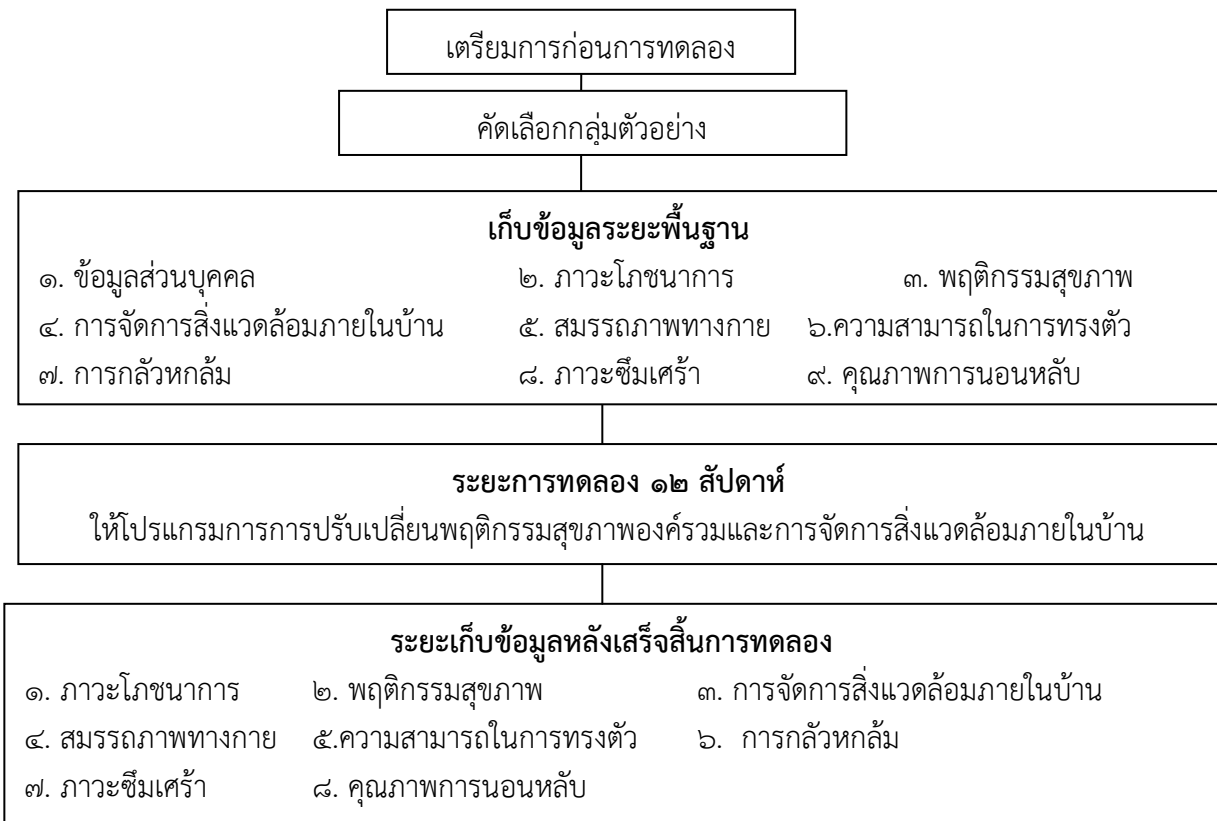 เตรียมการก่อนการทดลอง
คัดเลือกกลุ่มตัวอย่าง
เก็บข้อมูลระยะพื้นฐาน
๑. ข้อมูลส่วนบุคคล ๒. ภาวะโภชนาการ ๓. พฤติกรรมสุขภาพ
๔. การจัดการสิ่งแวดล้อมภายในบ้าน ๕. สมรรถภาพทางกาย ๖.ความสามารถในการทรงตัว
๗. การกลัวหกล้ม ๘. ภาวะซึมเศร้า ๙. คุณภาพการนอนหลับ
ระยะการทดลอง ๑๒ สัปดาห์
ให้โปรแกรมการการปรับเปลี่ยนพฤติกรรมสุขภาพองค์รวมและการจัดการสิ่งแวดล้อมภายในบ้าน
ระยะเก็บข้อมูลหลังเสร็จสิ้นการทดลอง
๑. ภาวะโภชนาการ ๒. พฤติกรรมสุขภาพ ๓. การจัดการสิ่งแวดล้อมภายในบ้าน
๔. สมรรถภาพทางกาย ๕.ความสามารถในการทรงตัว ๖. การกลัวหกล้ม
๗. ภาวะซึมเศร้า ๘. คุณภาพการนอนหลับ